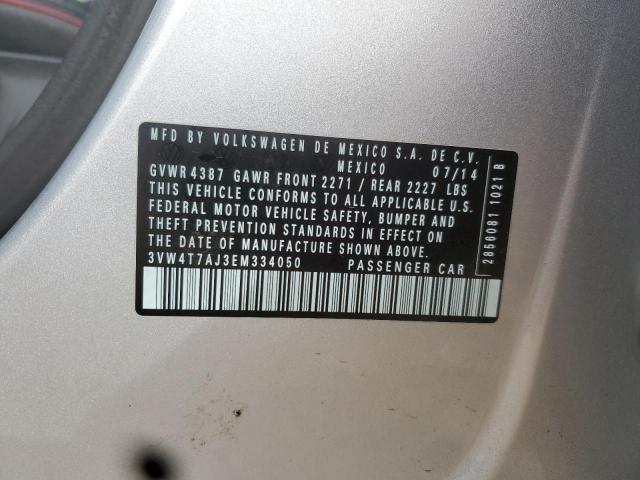 MFD BY VOLKSWAGEN DE MEXICO S.A. DE C.V.
MEXICO 07/14
GVWR 4387 GAWR FRONT 2271 / REAR 2227 LBS
THIS VEHICLE CONFORMS TO ALL APPLICABLE U.S.
FEDERAL MOTOR VEHICLE SAFETY, BUMPER AND
THEFT PREVENTION STANDARDS IN EFFECT ON
THE DATE OF MANUFACTURE SHOWN ABOVE.
3VW4T7AJ3EM334050 PASSENGER CAR
2856081 1021 B